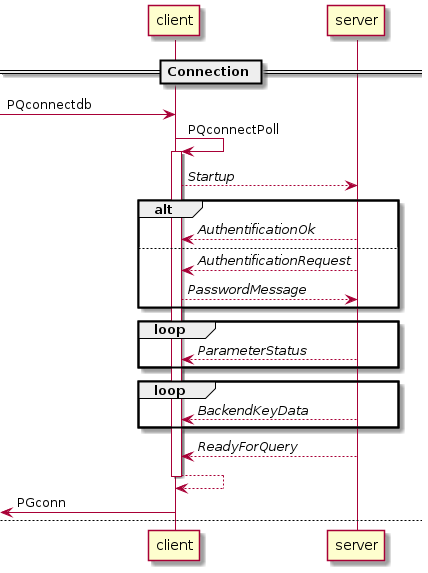 client server
Connection
PQconnectdb
PQconnectPoll
Startup
alt
AuthentificationOk
AuthentificationRequest
PasswordMessage
loop
ParameterStatus
loop
BackendKeyData
ReadyForQuery
PGconn
client server